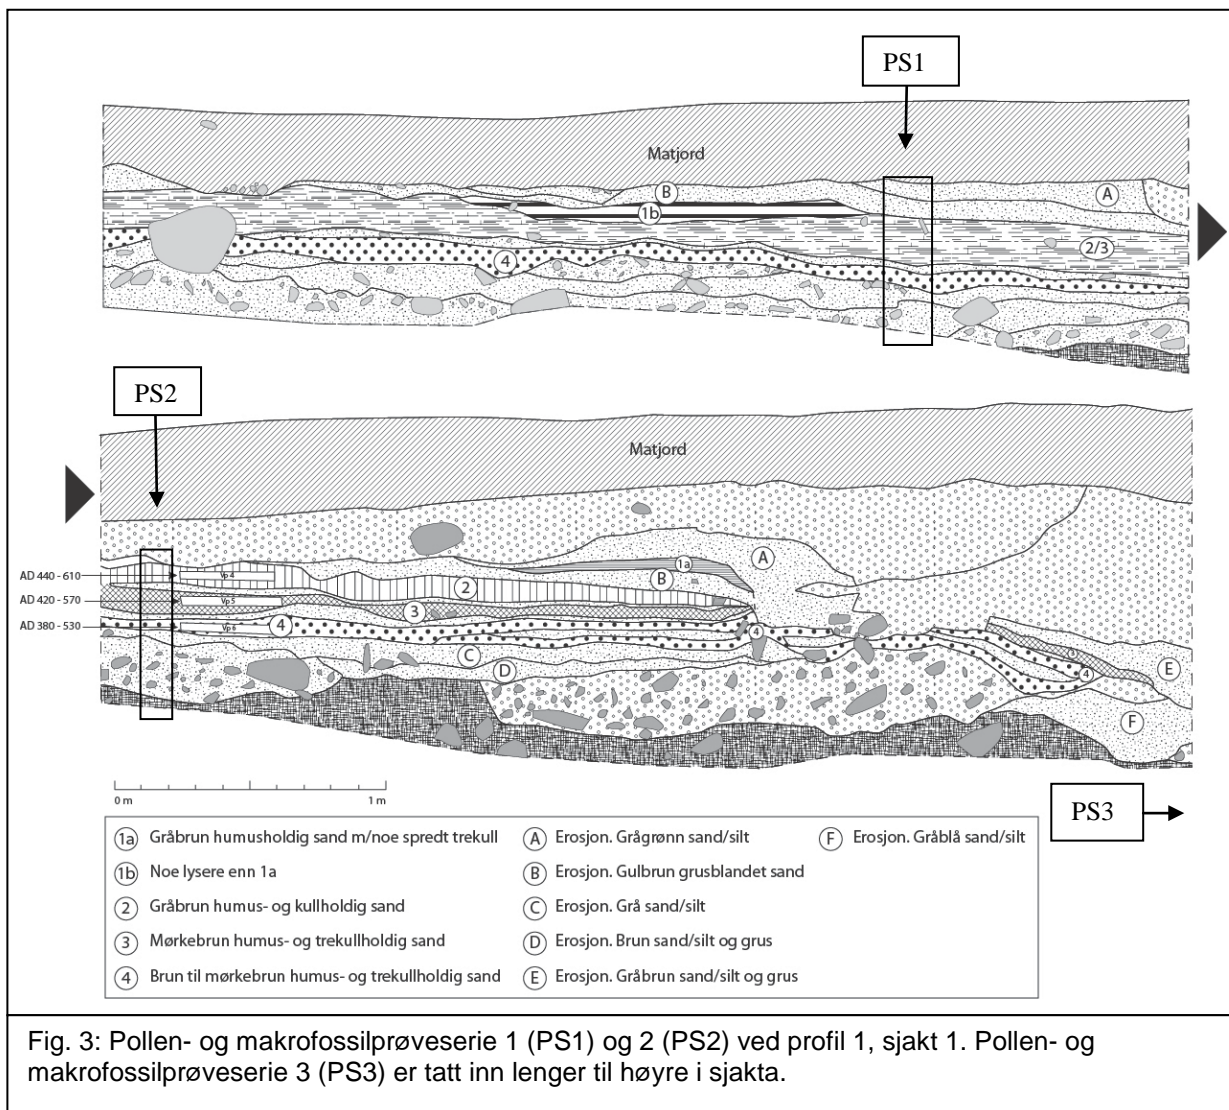 PS1
Matjord
B
1b
A
2/3
4
PS2
Matjord
A
1a
B
AD 440 - 610
Vp 4
2
AD 420 - 570
Vp 5
3
AD 380 - 530
Vp 6
4
4
C
D
3
4
E
F
0 m
1 m
PS3
1a Gråbrun humusholdig sand m/noe spredt trekull
1b Noe lysere enn 1a
2 Gråbrun humus- og kullholdig sand
3 Mørkebrun humus- og trekullholdig sand
4 Brun til mørkebrun humus- og trekullholdig sand
A Erosjon. Grågrønn sand/silt
B Erosjon. Gulbrun grusblandet sand
C Erosjon. Grå sand/silt
D Erosjon. Brun sand/silt og grus
E Erosjon. Gråbrun sand/silt og grus
F Erosjon. Gråblå sand/silt
Fig. 3: Pollen- og makrofossilprøveserie 1 (PS1) og 2 (PS2) ved profil 1, sjakt 1. Pollen- og
makrofossilprøveserie 3 (PS3) er tatt inn lenger til høyre i sjakta.